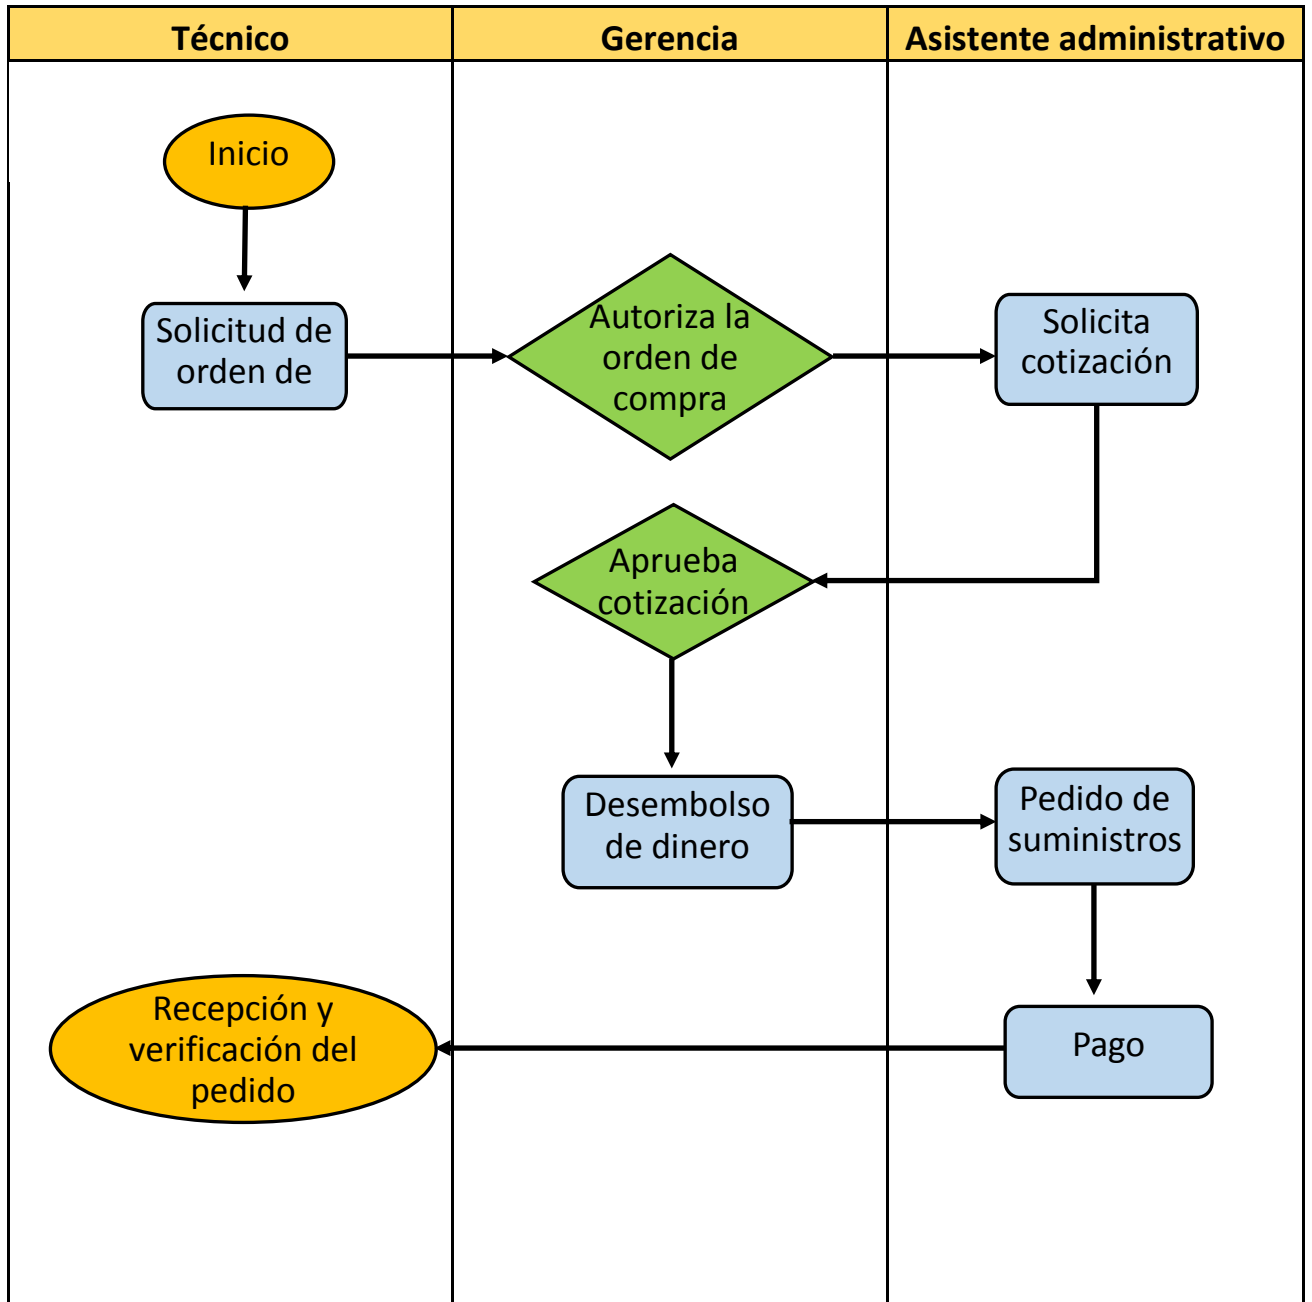 Técnico
Gerencia
Asistente administrativo
Inicio
Solicitud de
orden de
Autoriza la
orden de
compra
Solicita
cotización
Aprueba
cotización
Desembolso
de dinero
Pedido de
suministros
Recepción y
verificación del
pedido
Pago